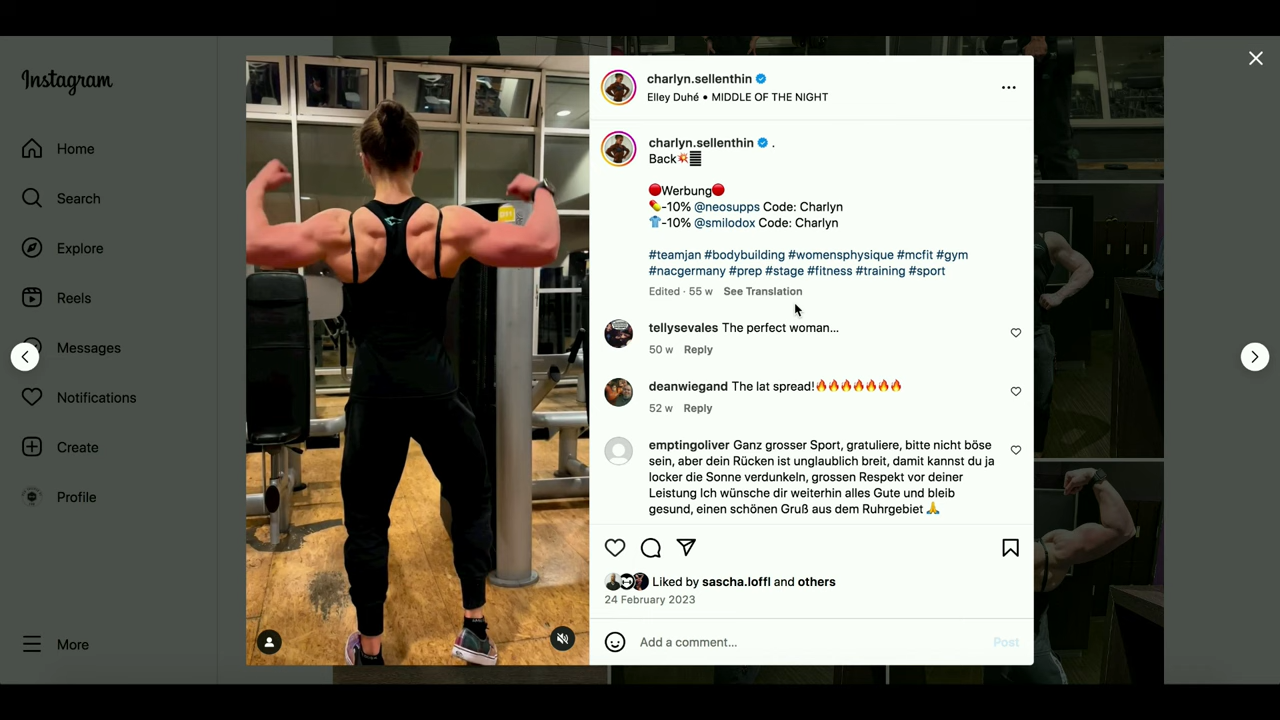 Instagram
Home
Search
Explore
Reels
Messages
Notifications
Create
Profile
More
charlyn.sellenthin
Elley Duhé • MIDDLE OF THE NIGHT
charlyn.sellenthin .
Back💥🧱
🔴Werbung🔴
💊-10% @neosupps Code: Charlyn
👕-10% @smilodox Code: Charlyn
#teamjan #bodybuilding #womensphysique #mcfit #gym
#nacgermany #prep #stage #fitness #training #sport
Edited · 55 w See Translation
tellysevales The perfect woman...
50 w Reply
deanwiegand The lat spread!🔥🔥🔥🔥🔥🔥🔥
52 w Reply
emptingoliver Ganz grosser Sport, gratuliere, bitte nicht böse
sein, aber dein Rücken ist unglaublich breit, damit kannst du ja
locker die Sonne verdunkeln, grossen Respekt vor deiner
Leistung Ich wünsche dir weiterhin alles Gute und bleib
gesund, einen schönen Gruß aus dem Ruhrgebiet 🙏
Liked by sascha.loffl and others
24 February 2023
Add a comment...
Post